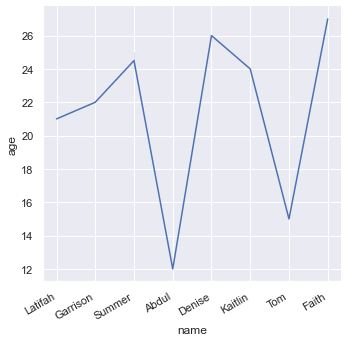 age
26
24
22
20
18
16
14
12
Latifah
Garrison
Summer
Abdul
Denise
Kaitlin
Tom
Faith
name